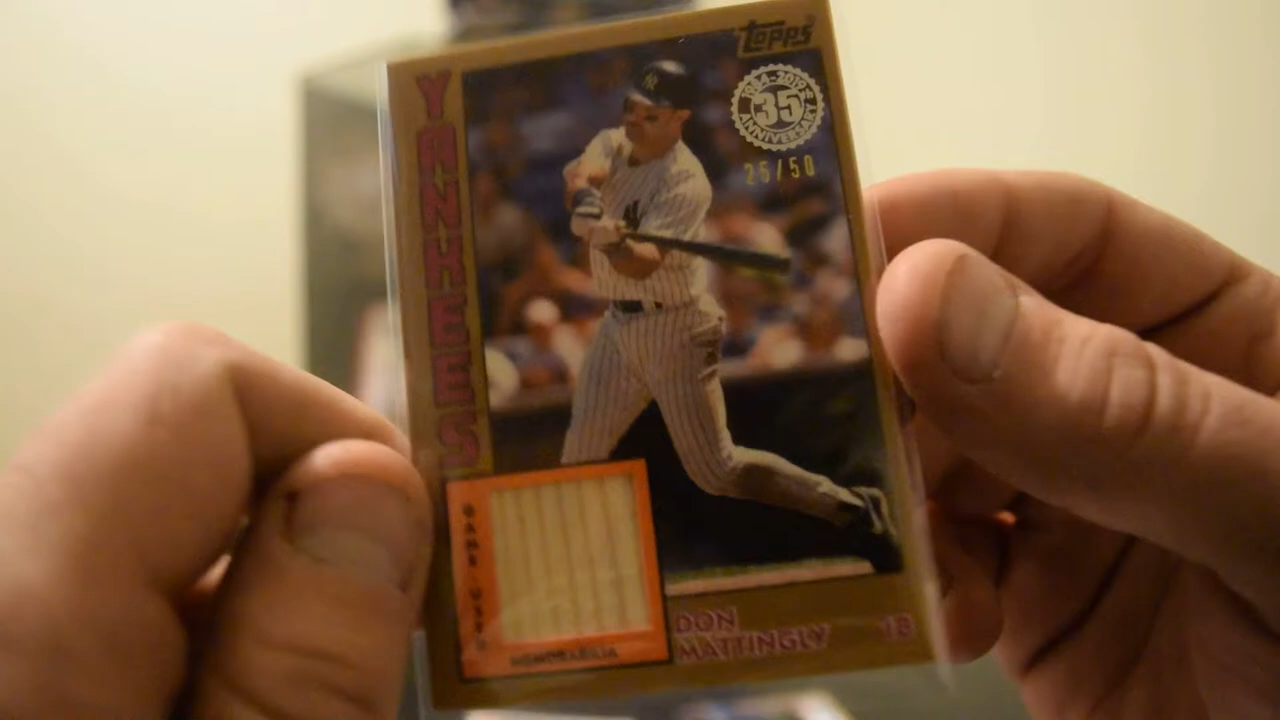 Topps
1984-2019
35
ANNIVERSARY
25/50
YANKEES
GAME-USED
MEMORABILIA
DON
MATTINGLY
1B